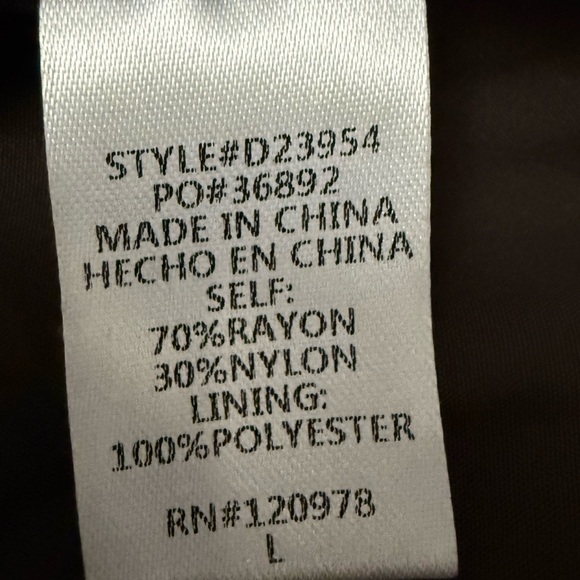 STYLE#D23954
PO#36892
MADE IN CHINA
HECHO EN CHINA
SELF:
70%RAYON
30%NYLON
LINING:
100%POLYESTER
RN#120978
L